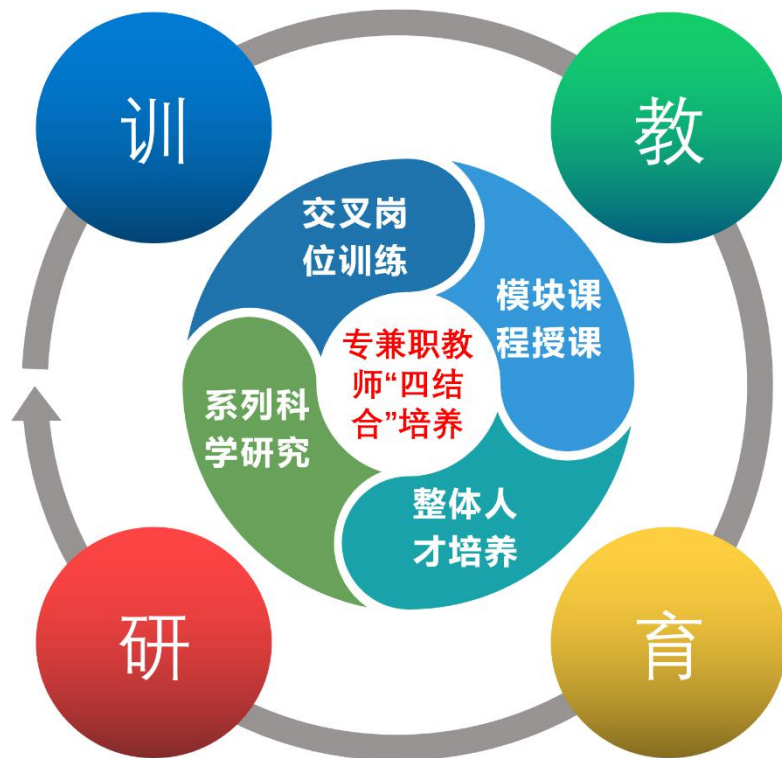 训
教
交叉岗
位训练
模块课
程授课
专兼职教
师“四结
合”培养
系列科
学研究
整体人
才培养
研
育